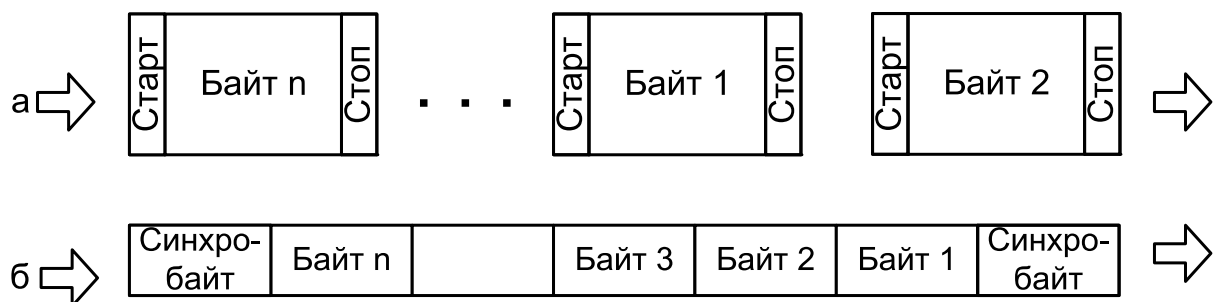 а Старт Байт n Стоп . . . Старт Байт 1 Стоп Старт Байт 2 Стоп
б Синхро- Байт n Байт 3 Байт 2 Байт 1 Синхро-
байт байт